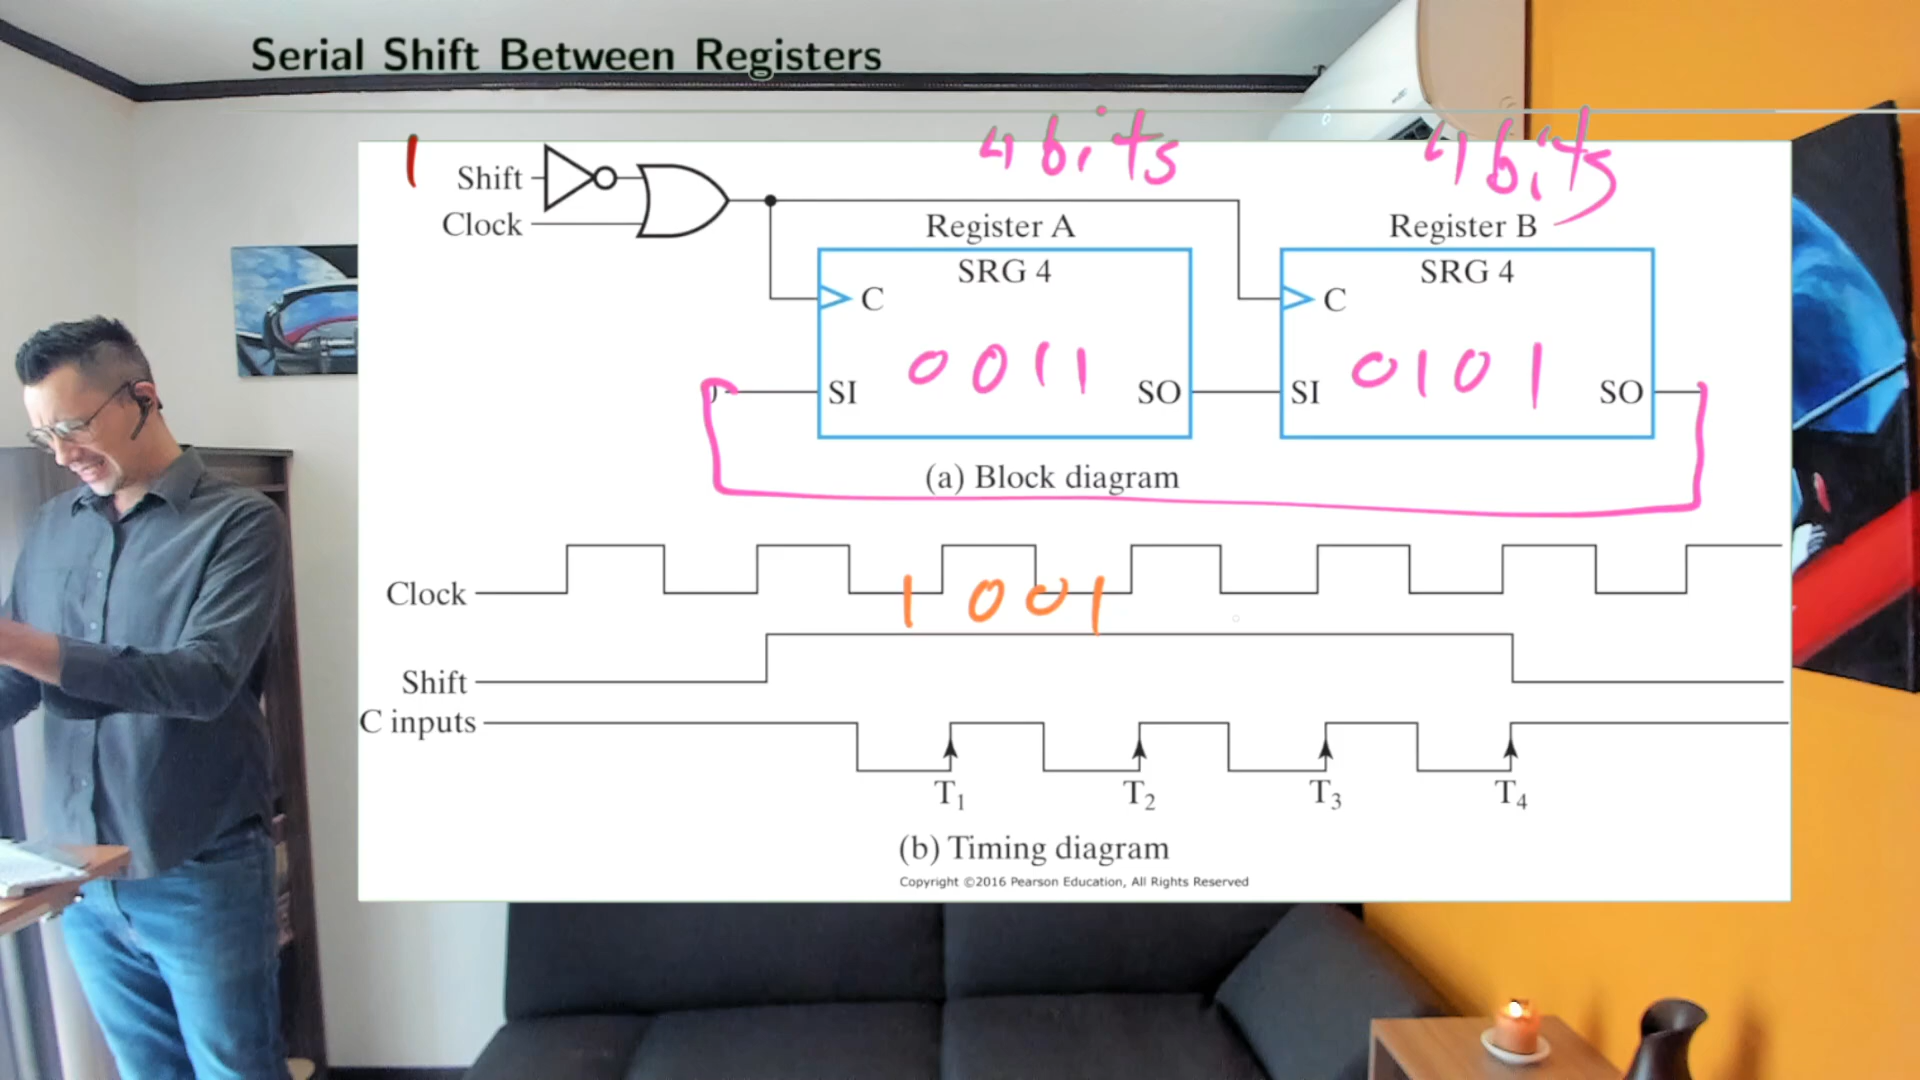 Serial Shift Between Registers
4 bits
4 bits
1
Shift
Clock
Register A
Register B
SRG 4
SRG 4
C
C
0011
0101
SI
SO
SI
SO
(a) Block diagram
Clock
1001
Shift
C inputs
T1
T2
T3
T4
(b) Timing diagram
Copyright ©2016 Pearson Education, All Rights Reserved